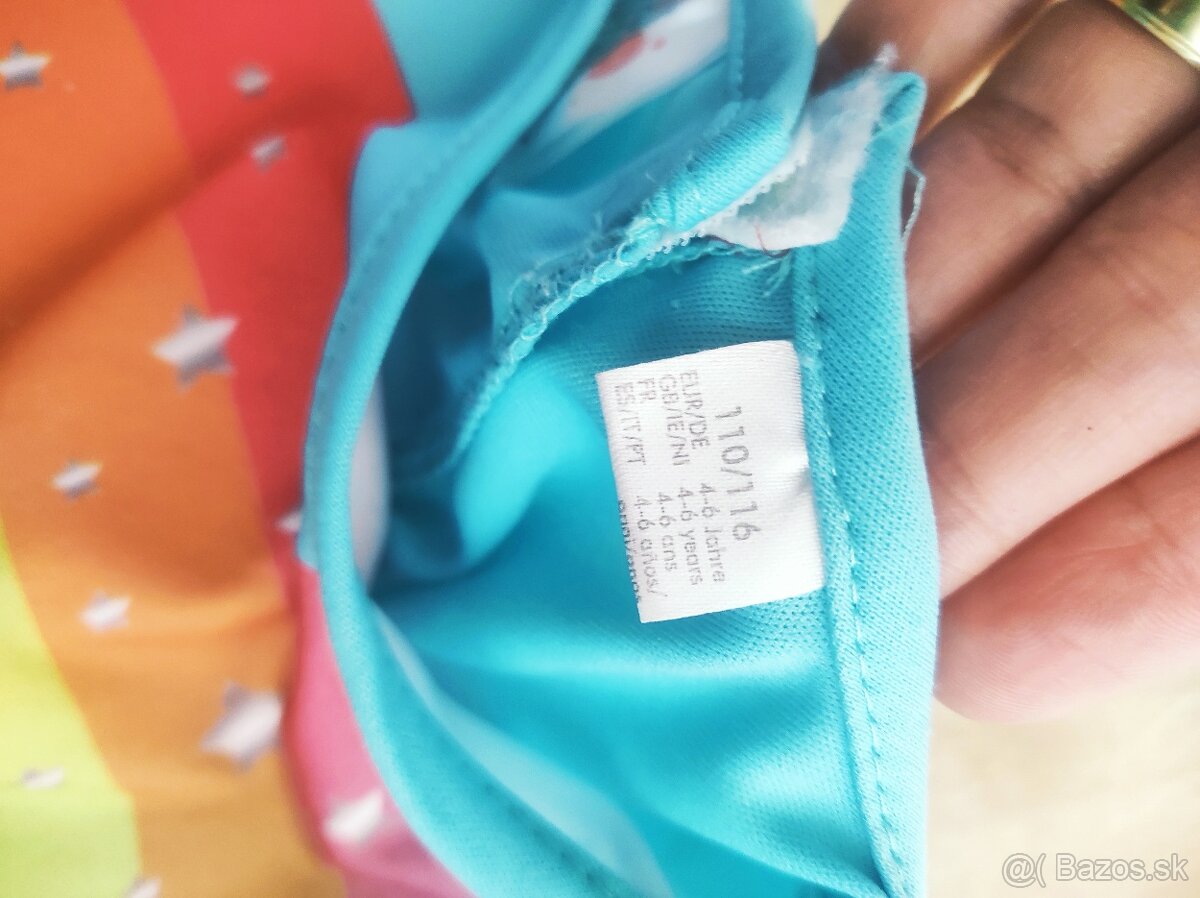 110/116
EUR/DE 4-6 Jahre
GB/IE/NI 4-6 years
FR 4-6 ans
ES/IT/PT 4-6 años/
@( Bazos.sk